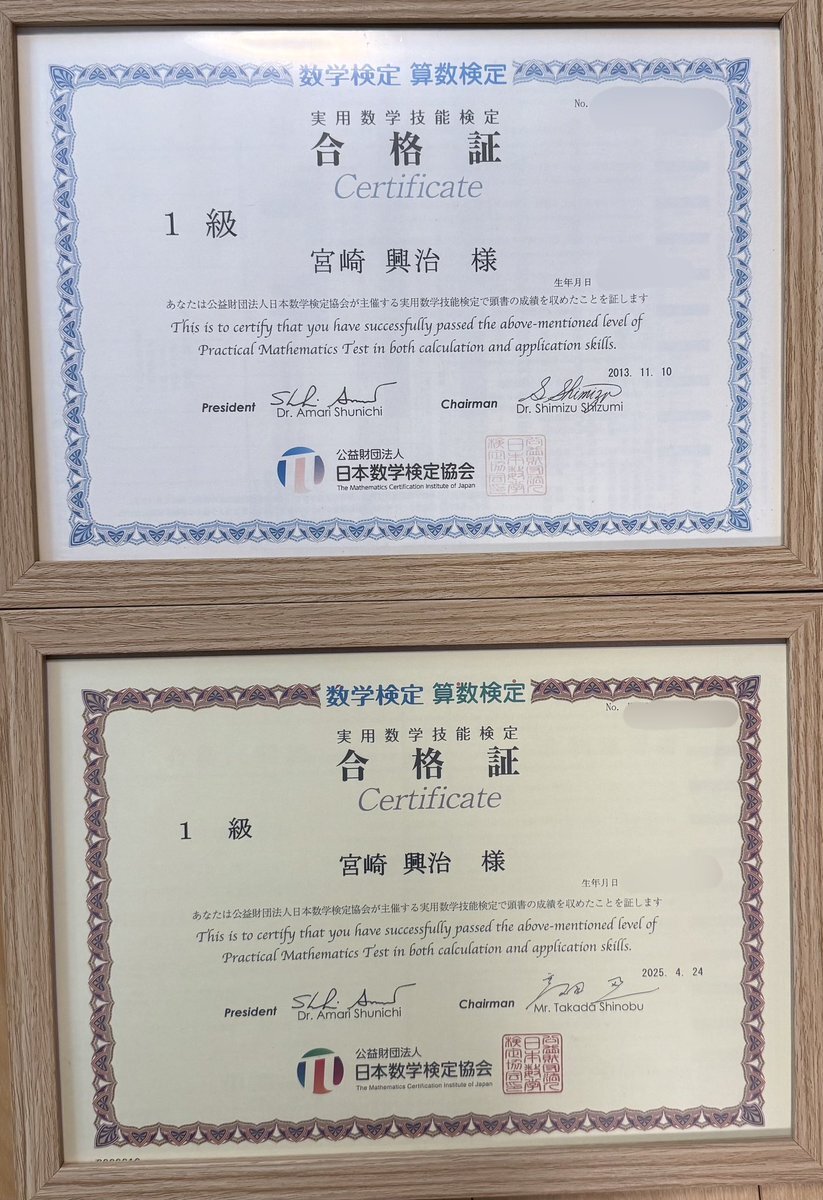 数学検定 算数検定
No.
実用数学技能検定
合格証
Certificate
1 級
宮崎 興治 様
生年月日
あなたは公益財団法人日本数学検定協会が主催する実用数学技能検定で頭書の成績を収めたことを証します
This is to certify that you have successfully passed the above-mentioned level of
Practical Mathematics Test in both calculation and application skills.
2013. 11. 10
President Dr. Amari Shunichi Chairman Dr. Shimizu Shizumi
公益財団法人
日本数学検定協会
The Mathematics Certification Institute of Japan
数学検定 算数検定
No.
実用数学技能検定
合格証
Certificate
1 級
宮崎 興治 様
生年月日
あなたは公益財団法人日本数学検定協会が主催する実用数学技能検定で頭書の成績を収めたことを証します
This is to certify that you have successfully passed the above-mentioned level of
Practical Mathematics Test in both calculation and application skills.
2025. 4. 24
President Dr. Amari Shunichi Chairman Mr. Takada Shinobu
公益財団法人
日本数学検定協会
The Mathematics Certification Institute of Japan